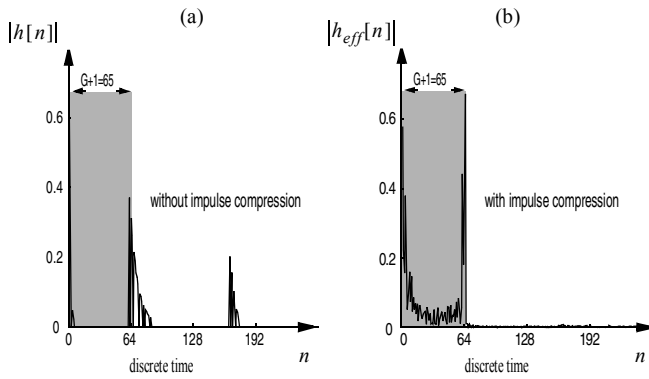 (a)
|h[n]|
G+1=65
0.6
0.4
0.2
0
without impulse compression
0 64 128 192 n
discrete time
(b)
|h_eff[n]|
G+1=65
0.6
0.4
0.2
0
with impulse compression
0 64 128 192 n
discrete time